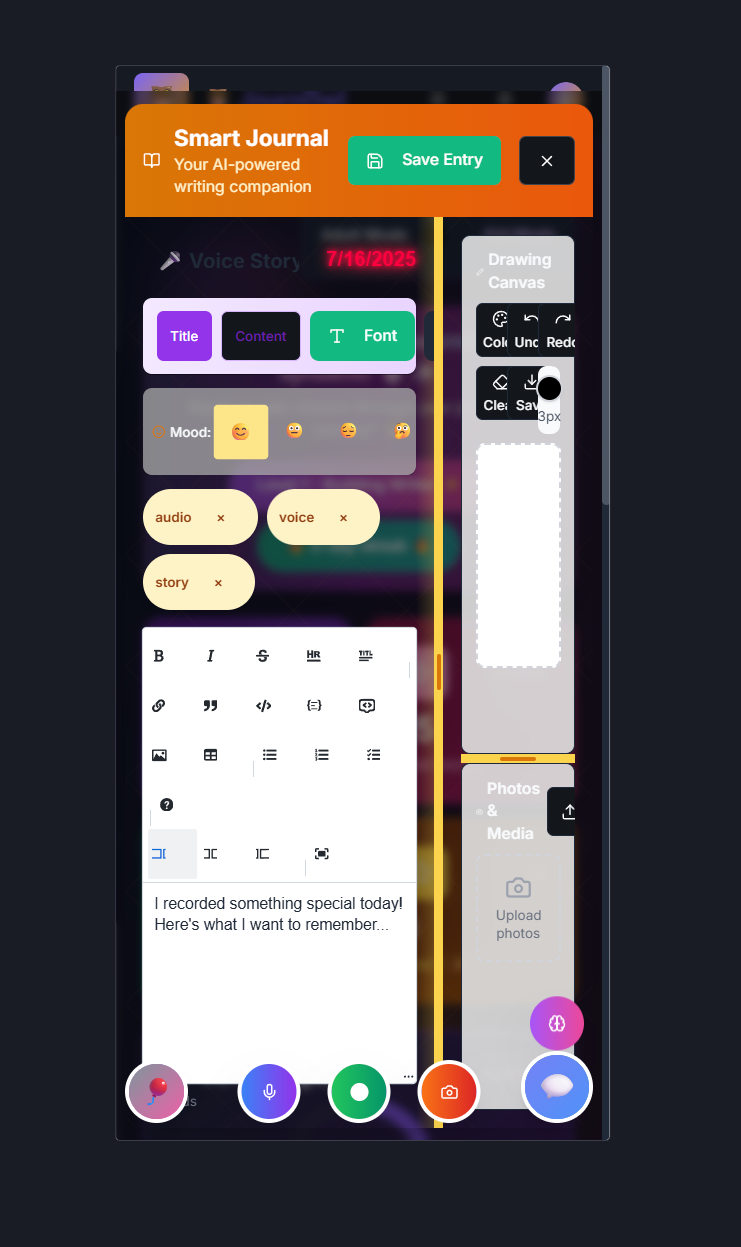 Smart Journal
Your AI-powered
writing companion
Save Entry
Voice Story
7/16/2025
Title
Content
Font
Mood:
audio ×
voice ×
story ×
B I S HR
I recorded something special today!
Here's what I want to remember...
Drawing
Canvas
Colo
Undo
Redo
Clea
Save
3px
Photos
&
Media
Upload
photos